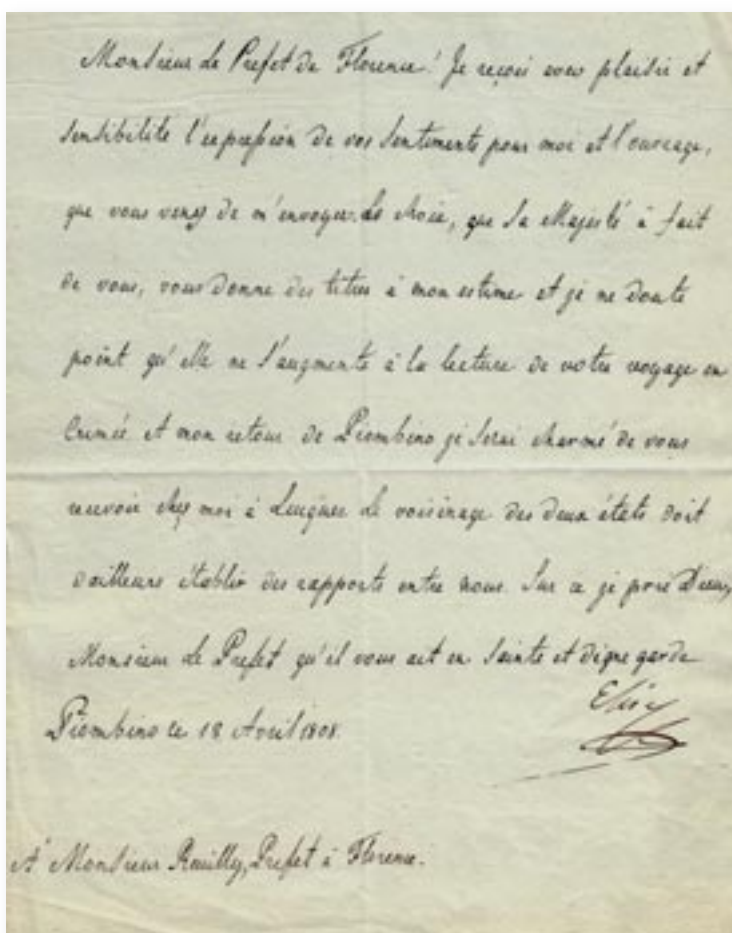 Monsieur le Prefet de Florence! Je reçois avec plaisir et
sensibilite l'expression de vos sentiments pour moi et l'ouvrage,
que vous venez de m'envoyer. Le choix, que Sa Majesté à fait
de vous, vous donne des titres à mon estime et je ne doute
point qu'elle ne s'augmente à la lecture de votre voyage en
Crimée et mon retour de Piombino je serai charmé de vous
recevoir chez moi à Lucques le voisinage des deux états doit
d'ailleurs établir des rapports entre nous. Sur ce je prie Dieu,
Monsieur le Prefet qu'il vous ait en sainte et digne garde
Piombino le 18 Avril 1808.
Elisa
A Monsieur Reuilly, Prefet à Florence.